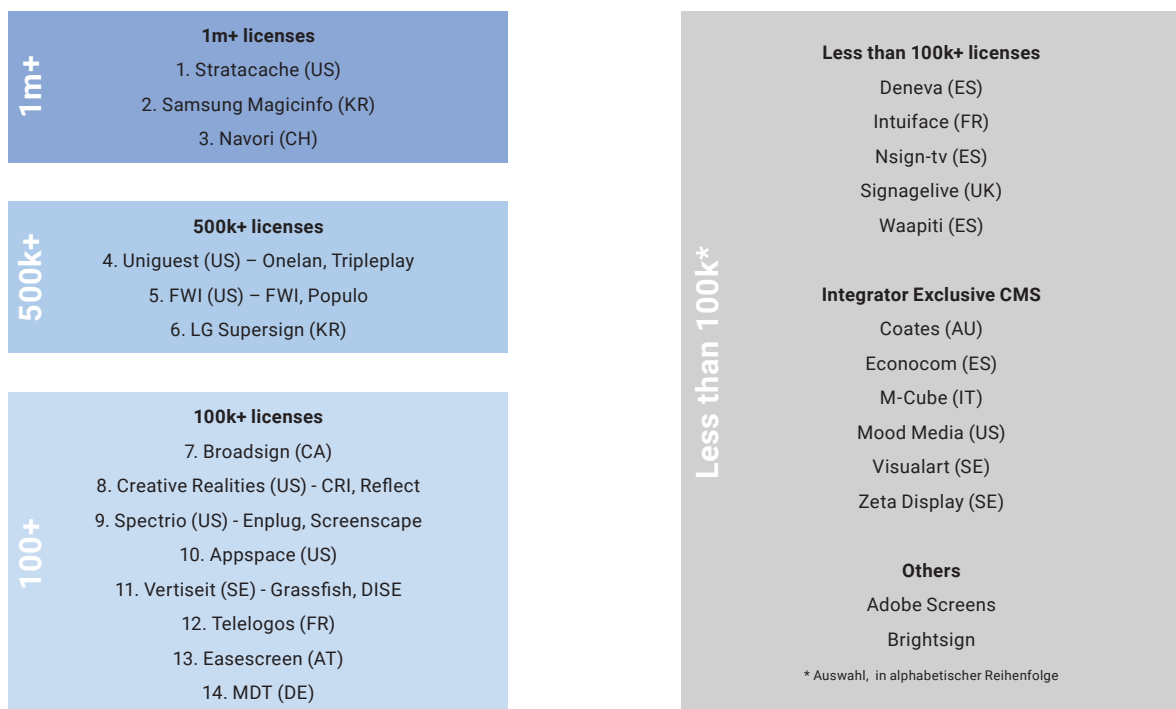 1m+
1m+ licenses
1. Stratacache (US)
2. Samsung Magicinfo (KR)
3. Navori (CH)
500k+
500k+ licenses
4. Uniguest (US) – Onelan, Tripleplay
5. FWI (US) – FWI, Populo
6. LG Supersign (KR)
100+
100k+ licenses
7. Broadsign (CA)
8. Creative Realities (US) - CRI, Reflect
9. Spectrio (US) - Enplug, Screenscape
10. Appspace (US)
11. Vertiseit (SE) - Grassfish, DISE
12. Telelogos (FR)
13. Easescreen (AT)
14. MDT (DE)
Less than 100k*
Less than 100k+ licenses
Deneva (ES)
Intuiface (FR)
Nsign-tv (ES)
Signagelive (UK)
Waapiti (ES)
Integrator Exclusive CMS
Coates (AU)
Econocom (ES)
M-Cube (IT)
Mood Media (US)
Visualart (SE)
Zeta Display (SE)
Others
Adobe Screens
Brightsign
* Auswahl, in alphabetischer Reihenfolge